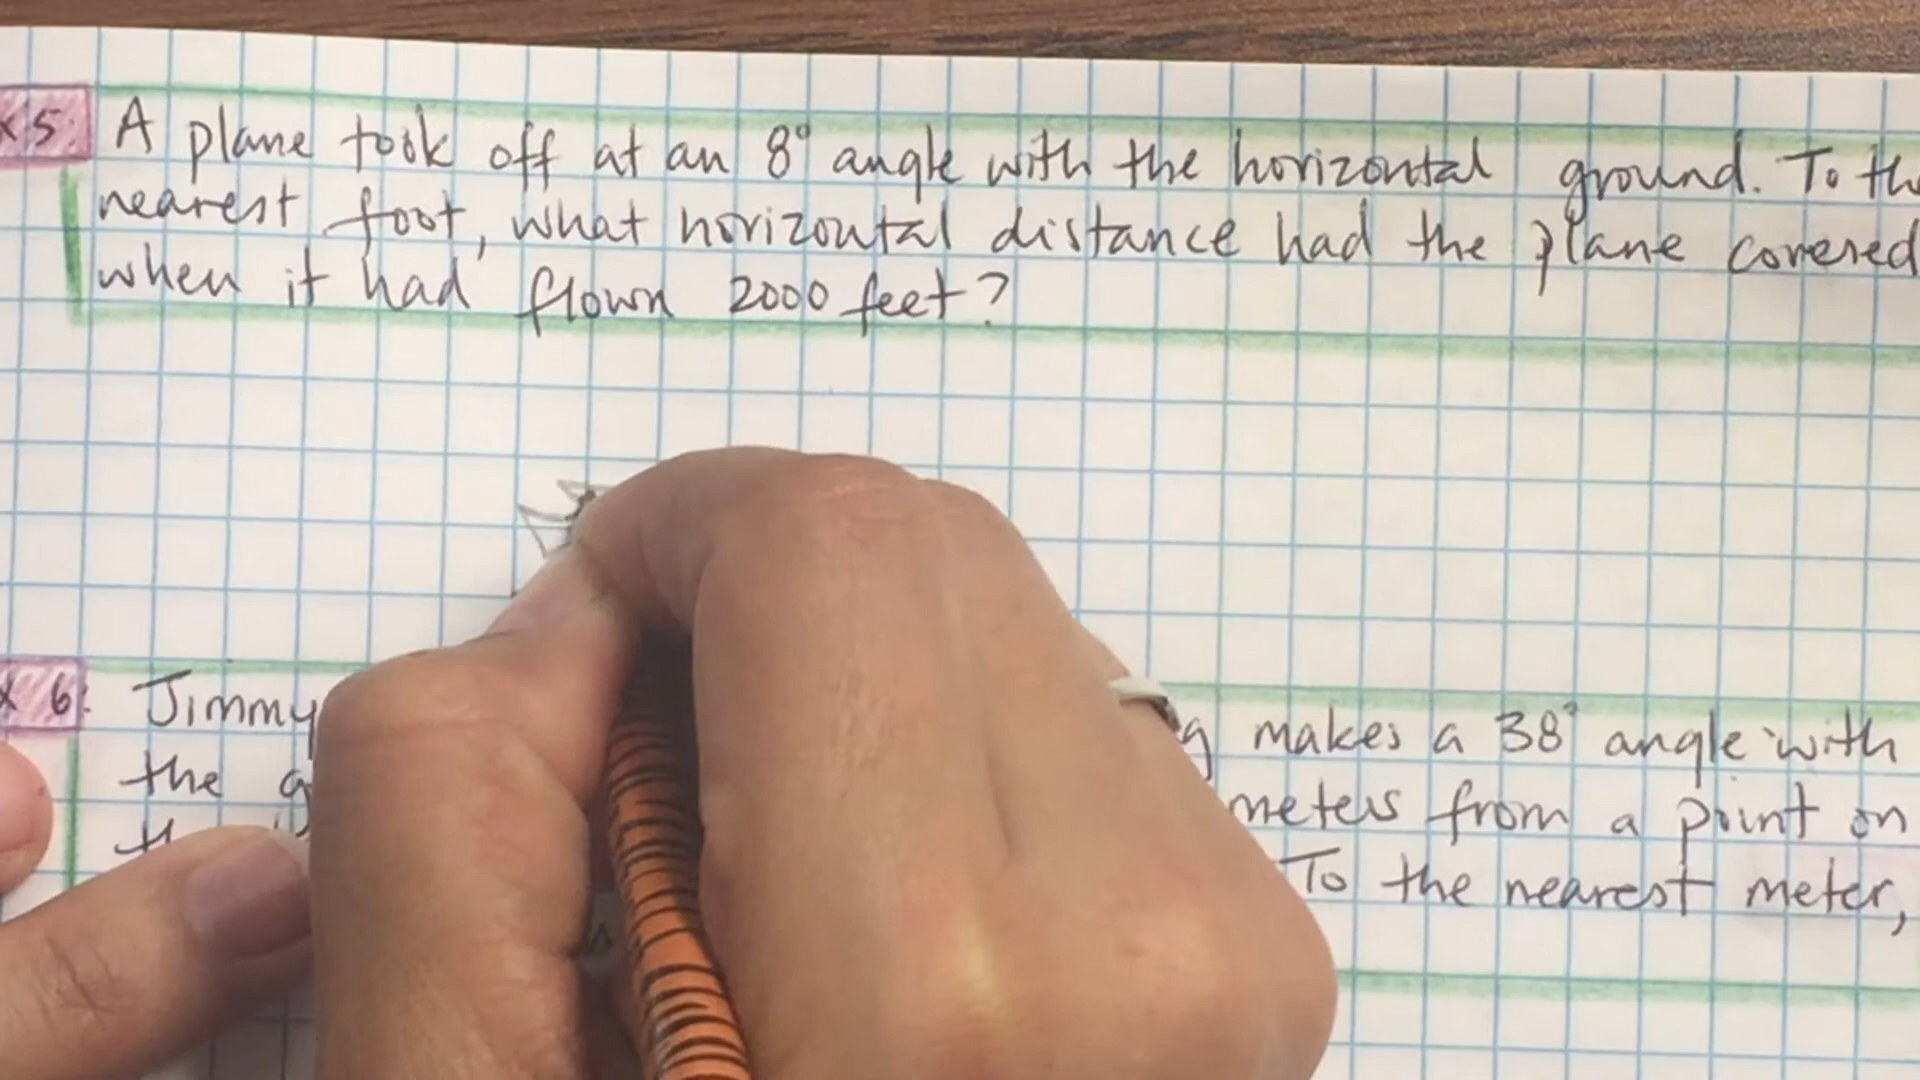 x 5: A plane took off at an 8° angle with the horizontal ground. To the
nearest foot, what horizontal distance had the plane covered
when it had flown 2000 feet?
x 6: Jimmy makes a 38° angle with
the meters from a point on
To the nearest meter,